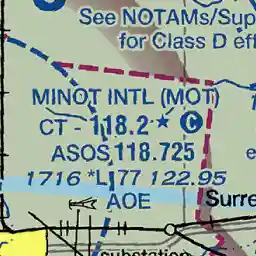 See NOTAMs/Sup
for Class D eff
MINOT INTL (MOT)
CT - 118.2 ★ C
ASOS 118.725
1716 *L 77 122.95
AOE
Surre
substation